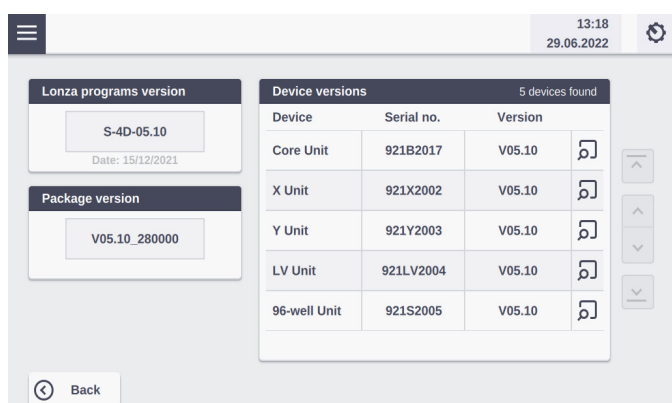 13:18
29.06.2022
Lonza programs version
S-4D-05.10
Date: 15/12/2021
Package version
V05.10_280000
Device versions 5 devices found
Device Serial no. Version
Core Unit 921B2017 V05.10
X Unit 921X2002 V05.10
Y Unit 921Y2003 V05.10
LV Unit 921LV2004 V05.10
96-well Unit 921S2005 V05.10
Back